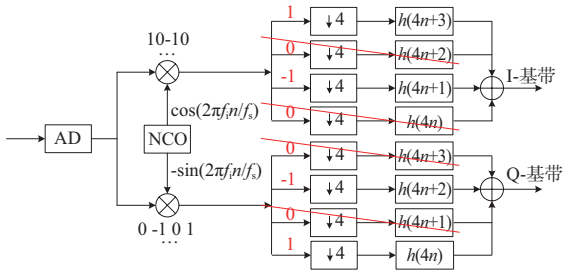 10-10
...
1 ↓4 h(4n+3)
0 ↓4 h(4n+2)
-1 ↓4 h(4n+1) I-基带
0 ↓4 h(4n)
cos(2πfᵢn/fₛ)
AD NCO
-sin(2πfᵢn/fₛ)
0 ↓4 h(4n+3)
-1 ↓4 h(4n+2) Q-基带
0 ↓4 h(4n+1)
1 ↓4 h(4n)
0 -1 0 1
...